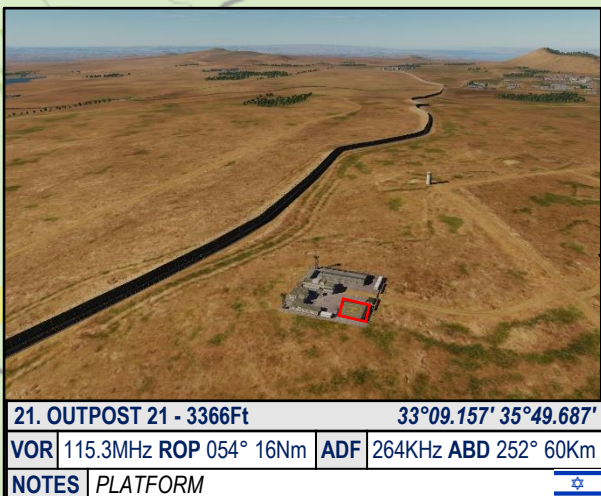 21. OUTPOST 21 - 3366Ft 33°09.157' 35°49.687'
VOR 115.3MHz ROP 054° 16Nm ADF 264KHz ABD 252° 60Km
NOTES PLATFORM